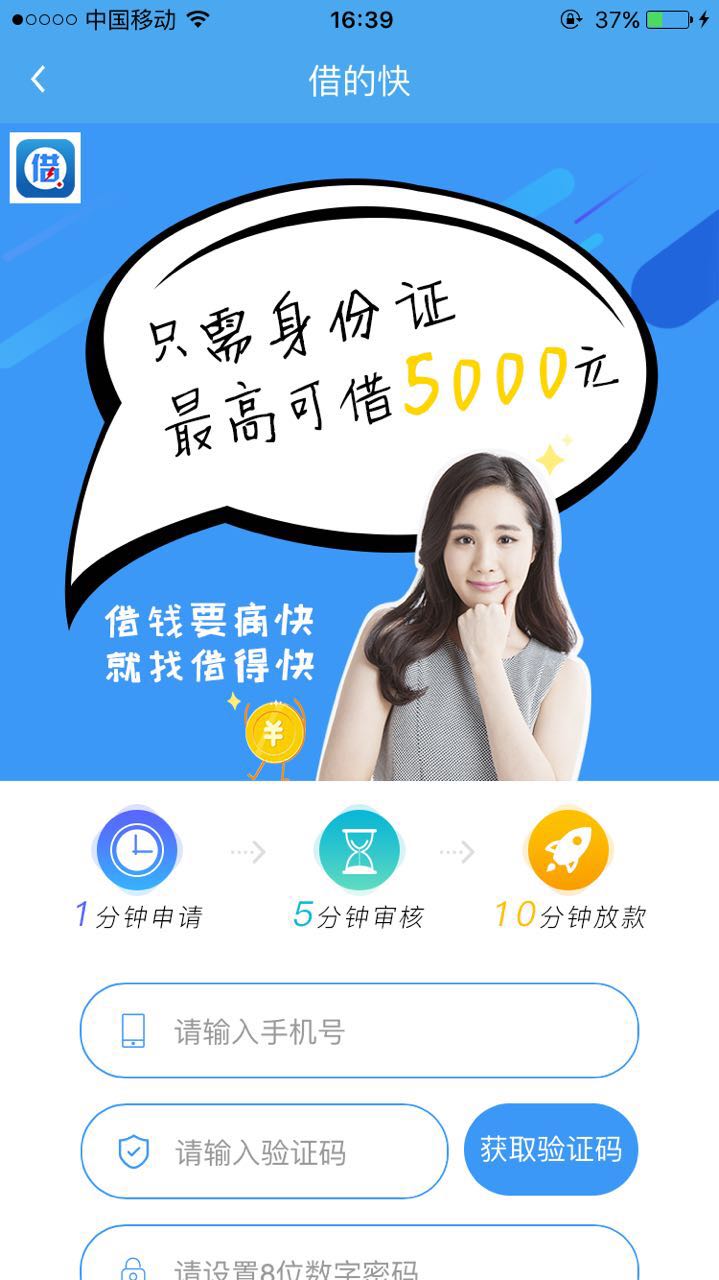 中国移动
16:39
37%
借的快
借
只需身份证
最高可借5000元
借钱要痛快
就找借得快
¥
1分钟申请
5分钟审核
10分钟放款
请输入手机号
请输入验证码
获取验证码
请设置8位数字密码